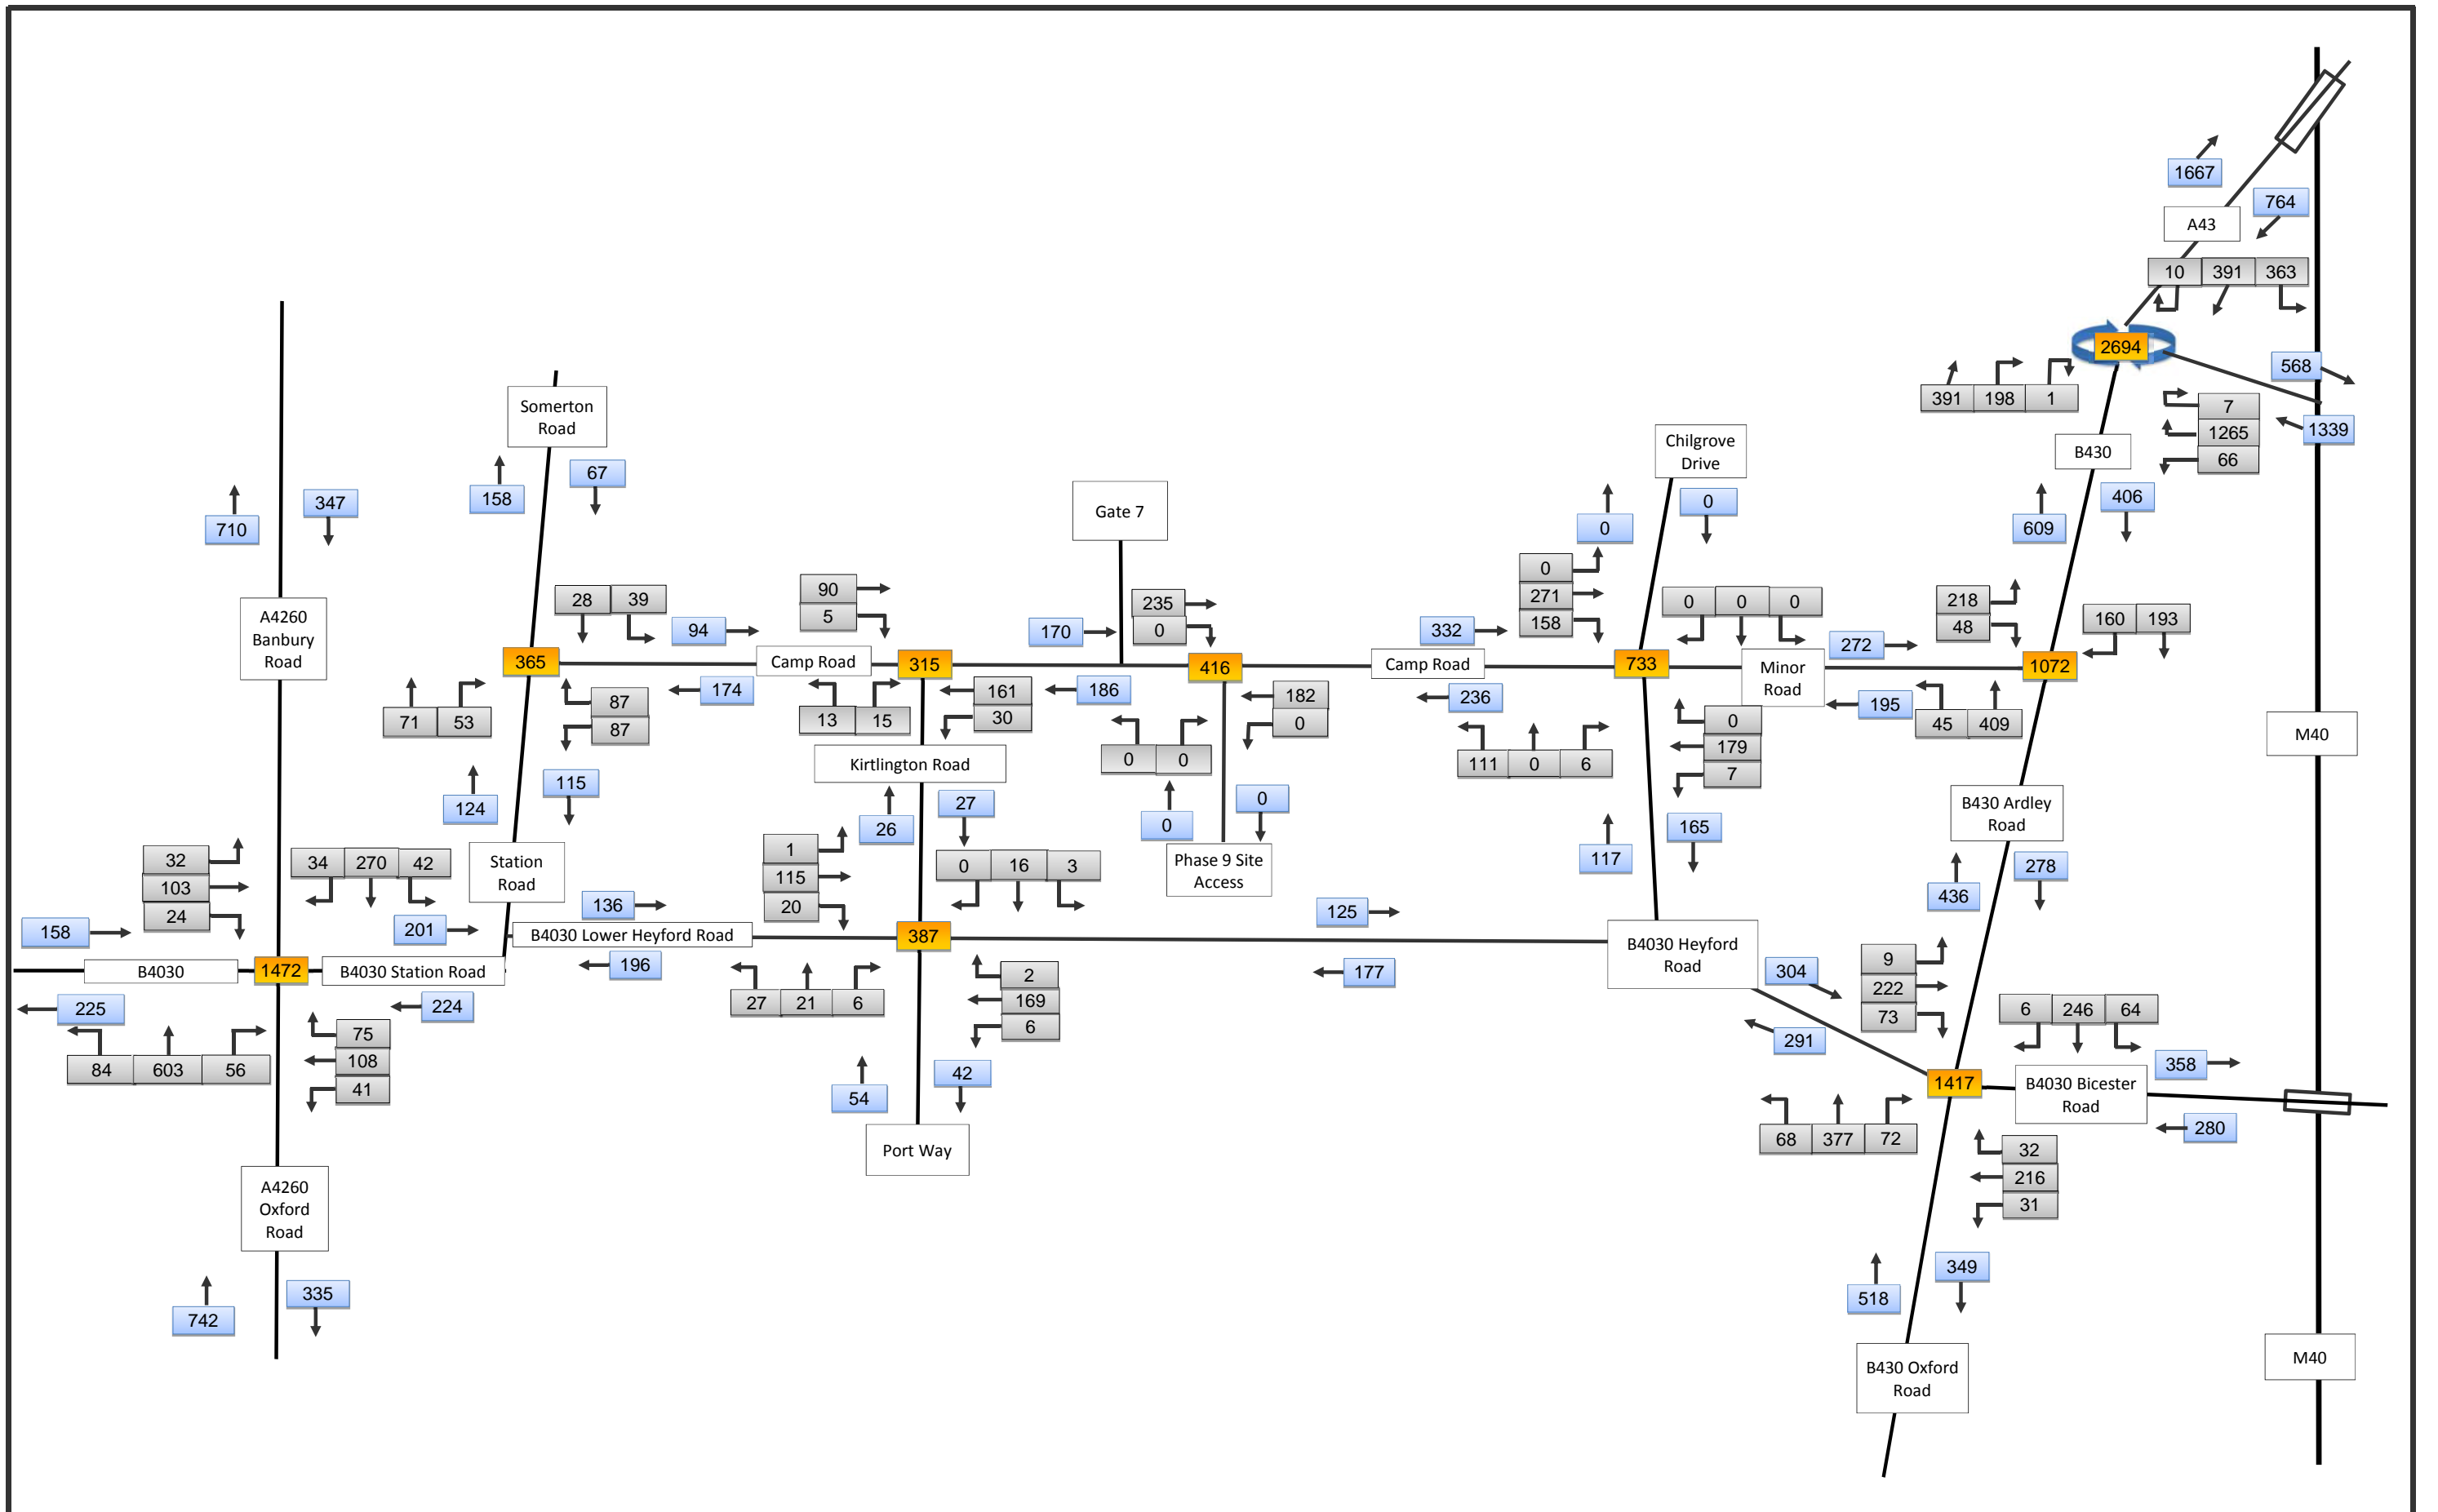 1667
764
A43
10 391 363
2694
568
391 198 1
7
1339
1265
66
Somerton
Road
Chilgrove
Drive
B430
158
67
710
347
Gate 7
0
0
609
406
0
271
158
90
5
28 39
235
0
0 0 0
218
48
160 193
A4260
Banbury
Road
94
170
332
272
365
Camp Road
315
416
Camp Road
733
Minor
Road
1072
174
161
30
186
182
0
236
195
87
87
71 53
13 15
0
179
7
45 409
M40
0 0
111 0 6
Kirtlington Road
115
124
27
26
0
0
165
117
B430 Ardley
Road
1
115
20
32
103
24
34 270 42
Station
Road
0 16 3
Phase 9 Site
Access
278
436
158
201
136
125
B4030 Lower Heyford Road
387
B4030 Heyford
Road
9
222
73
B4030
1472
B4030 Station Road
196
177
304
225
224
27 21 6
2
169
6
6 246 64
291
84 603 56
75
108
41
54
42
358
1417
B4030 Bicester
Road
280
68 377 72
32
216
31
Port Way
A4260
Oxford
Road
742
335
518
349
B430 Oxford
Road
M40